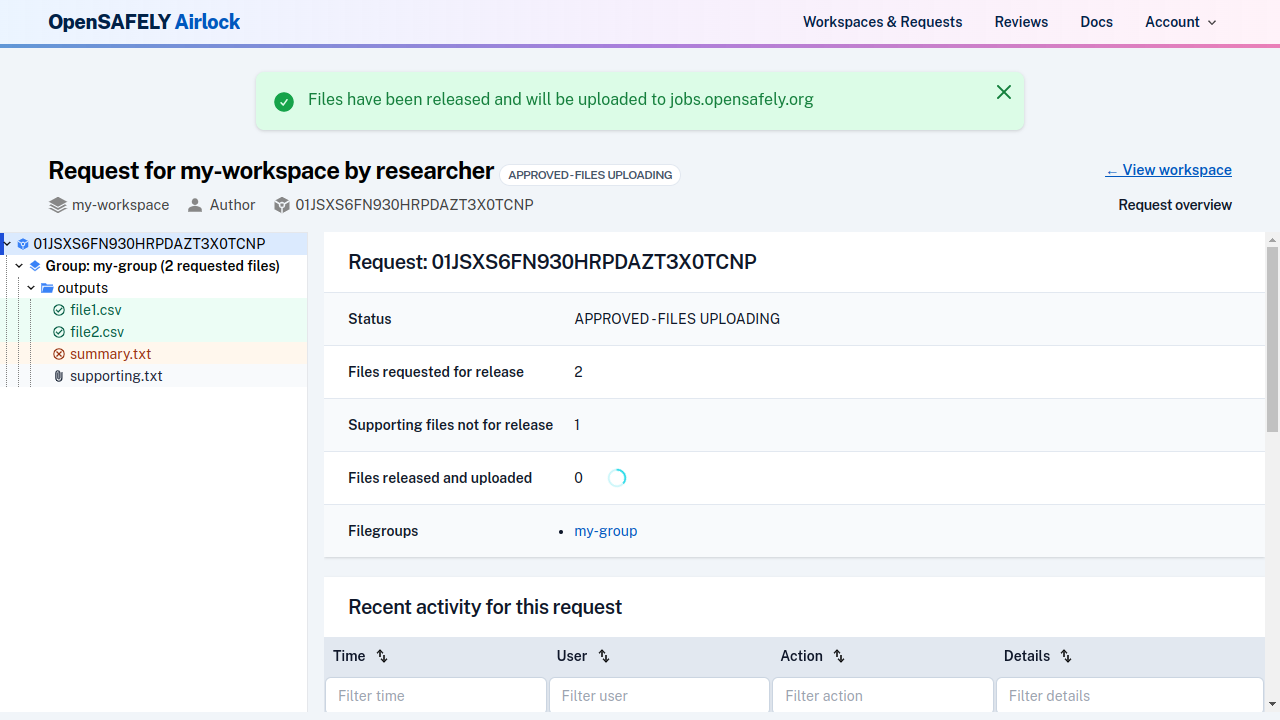 OpenSAFELY Airlock
Workspaces & Requests
Reviews
Docs
Account
Files have been released and will be uploaded to jobs.opensafely.org
Request for my-workspace by researcher
APPROVED - FILES UPLOADING
← View workspace
my-workspace
Author
01JSXS6FN930HRPDAZT3X0TCNP
Request overview
01JSXS6FN930HRPDAZT3X0TCNP
Group: my-group (2 requested files)
outputs
file1.csv
file2.csv
summary.txt
supporting.txt
Request: 01JSXS6FN930HRPDAZT3X0TCNP
Status APPROVED - FILES UPLOADING
Files requested for release 2
Supporting files not for release 1
Files released and uploaded 0
Filegroups • my-group
Recent activity for this request
Time User Action Details
Filter time Filter user Filter action Filter details